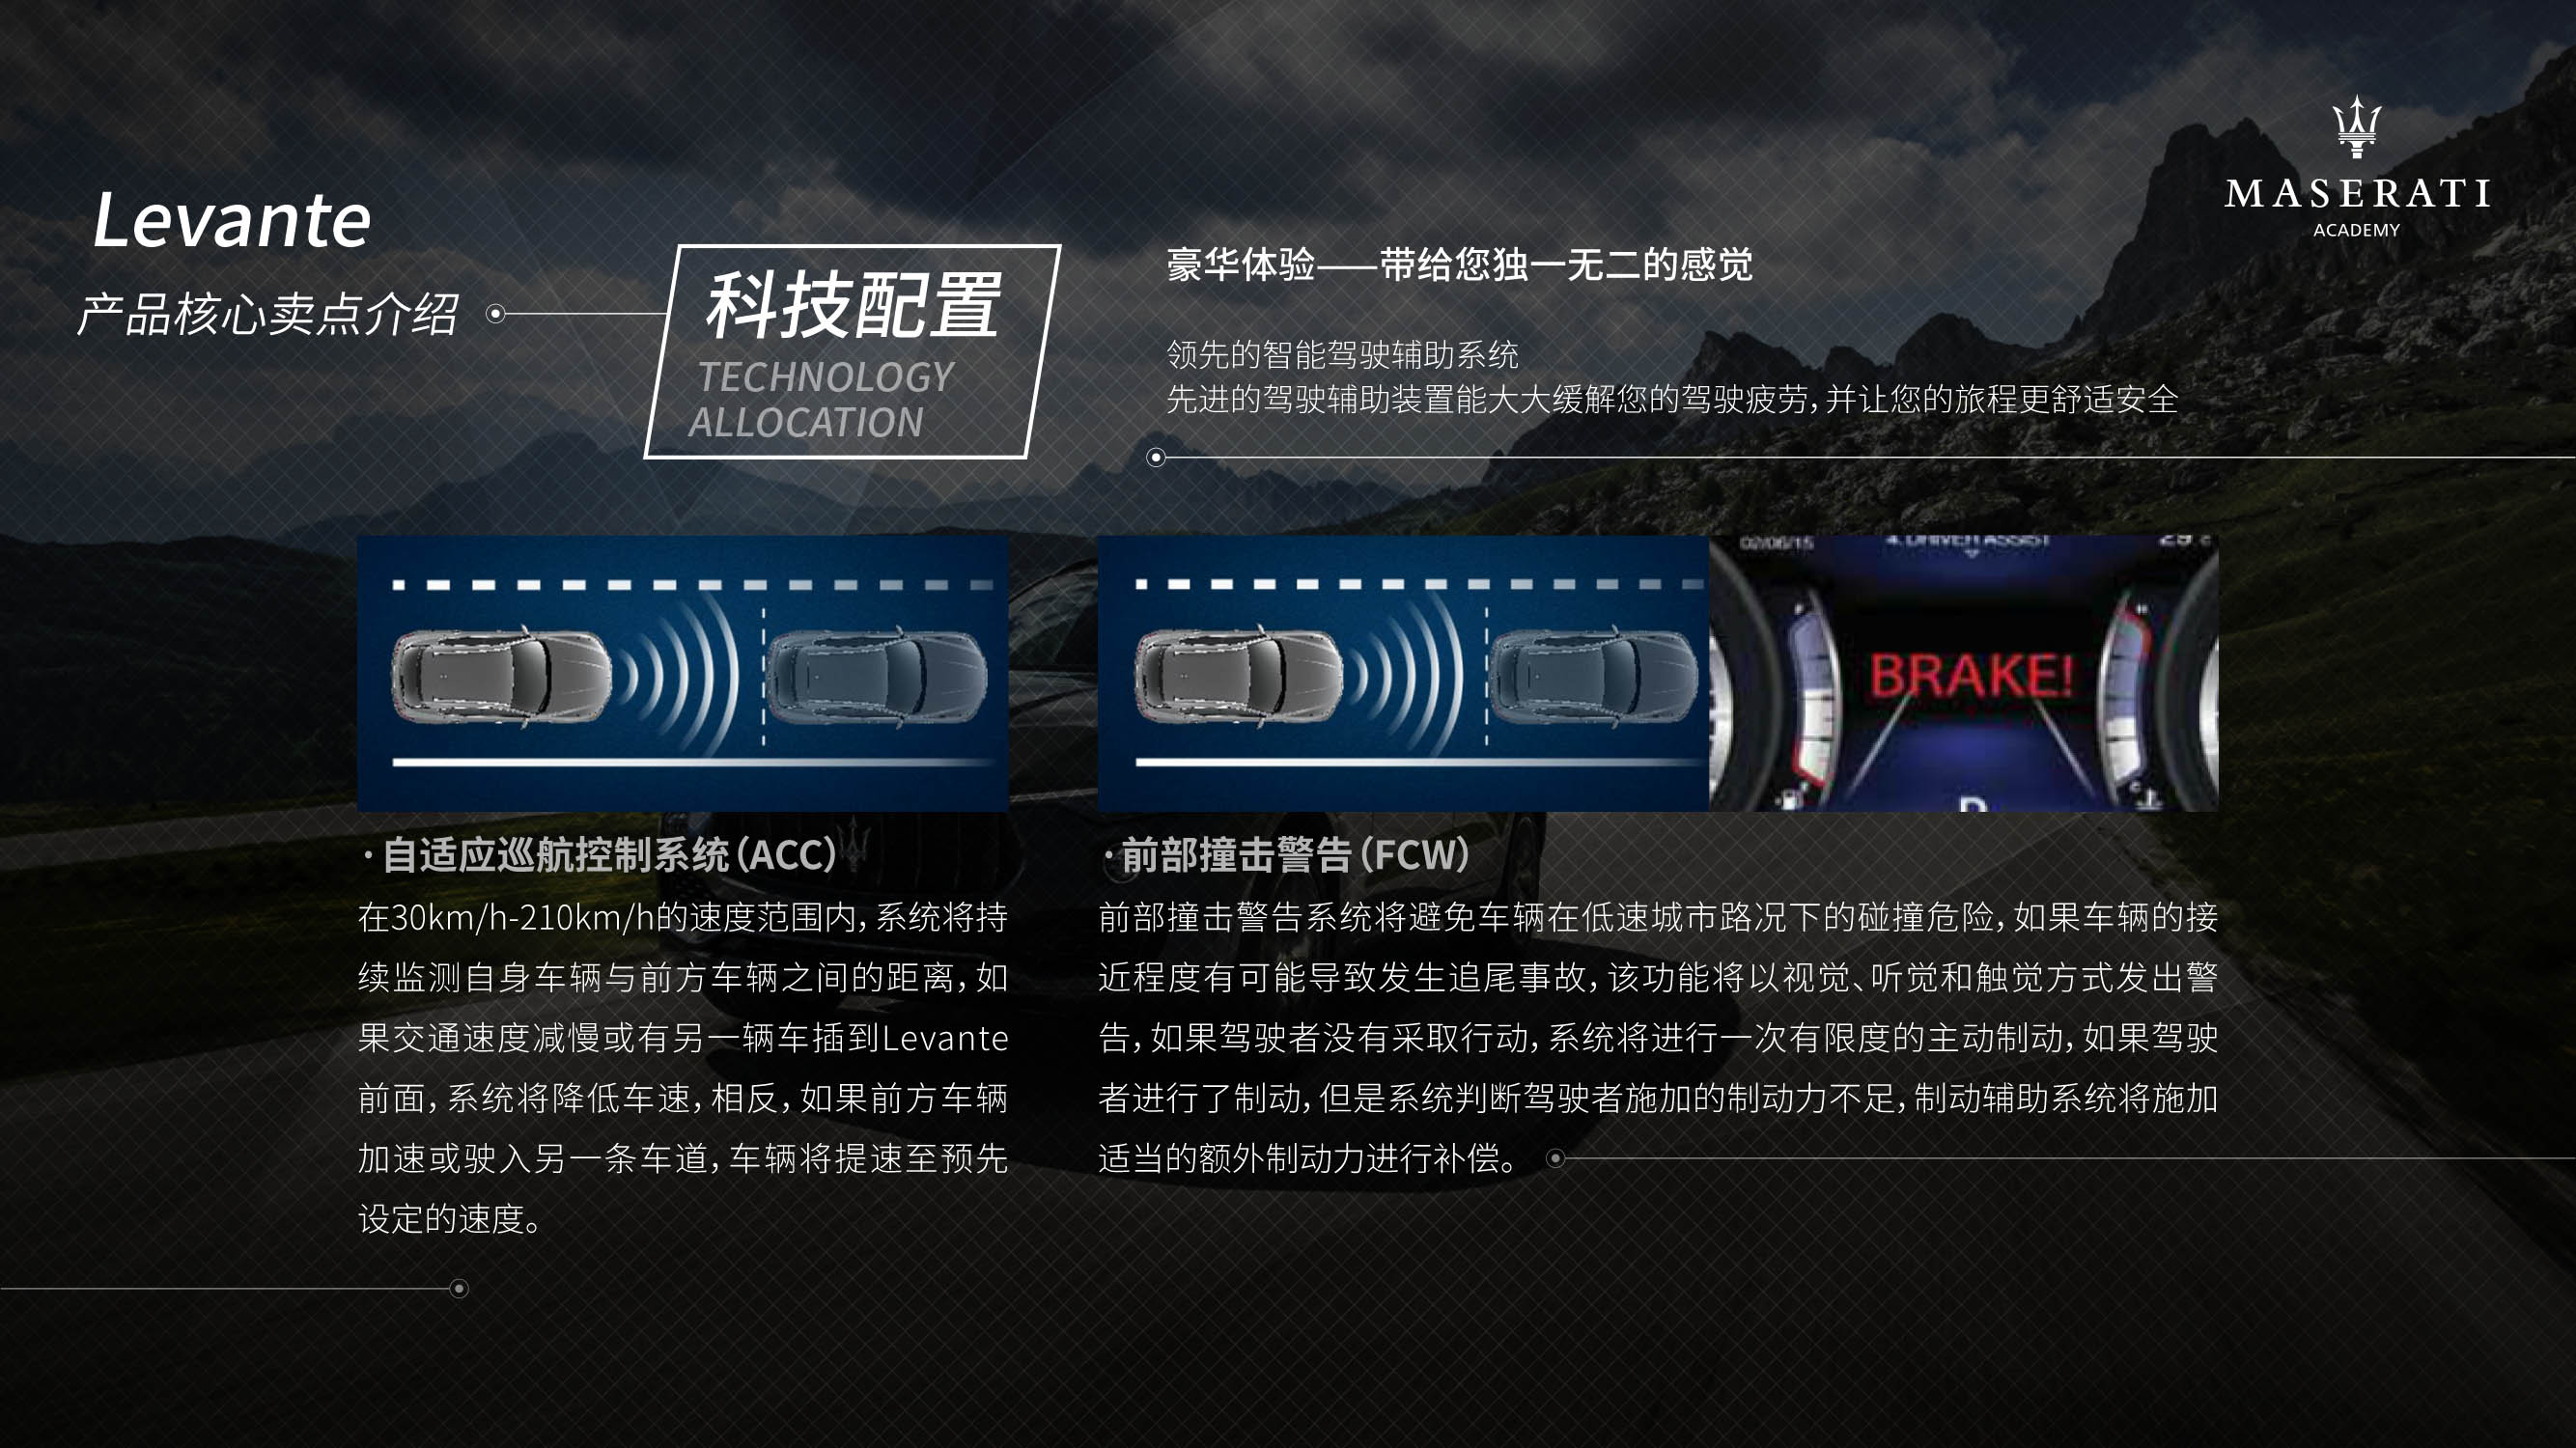 Levante
产品核心卖点介绍
科技配置
TECHNOLOGY
ALLOCATION
豪华体验——带给您独一无二的感觉
领先的智能驾驶辅助系统
先进的驾驶辅助装置能大大缓解您的驾驶疲劳，并让您的旅程更舒适安全
MASERATI
ACADEMY
02/06/15
DRIVER ASSIST
BRAKE!
·自适应巡航控制系统（ACC）
在30km/h-210km/h的速度范围内，系统将持
续监测自身车辆与前方车辆之间的距离，如
果交通速度减慢或有另一辆车插到Levante
前面，系统将降低车速，相反，如果前方车辆
加速或驶入另一条车道，车辆将提速至预先
设定的速度。
·前部撞击警告（FCW）
前部撞击警告系统将避免车辆在低速城市路况下的碰撞危险，如果车辆的接
近程度有可能导致发生追尾事故，该功能将以视觉、听觉和触觉方式发出警
告，如果驾驶者没有采取行动，系统将进行一次有限度的主动制动，如果驾驶
者进行了制动，但是系统判断驾驶者施加的制动力不足，制动辅助系统将施加
适当的额外制动力进行补偿。